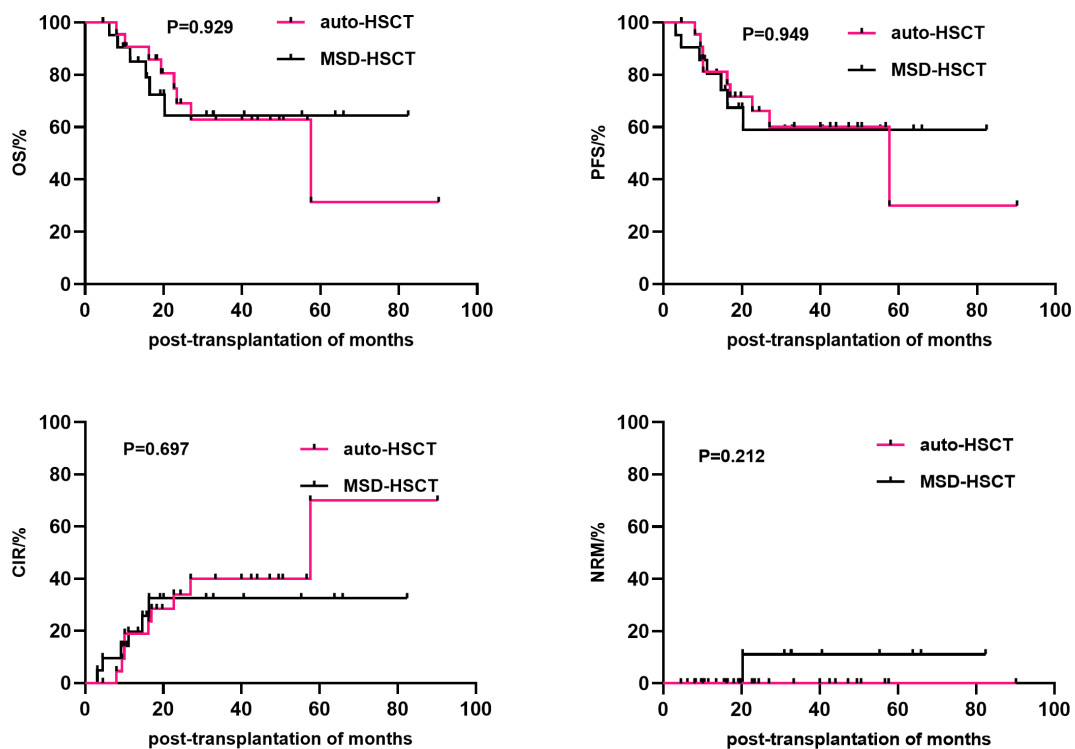 100
80
60
40
20
0
OS/%
P=0.929
auto-HSCT
MSD-HSCT
0 20 40 60 80 100
post-transplantation of months
100
80
60
40
20
0
PFS/%
P=0.949
auto-HSCT
MSD-HSCT
0 20 40 60 80 100
post-transplantation of months
100
80
60
40
20
0
CIR/%
P=0.697
auto-HSCT
MSD-HSCT
0 20 40 60 80 100
post-transplantation of months
100
80
60
40
20
0
NRM/%
P=0.212
auto-HSCT
MSD-HSCT
0 20 40 60 80 100
post-transplantation of months